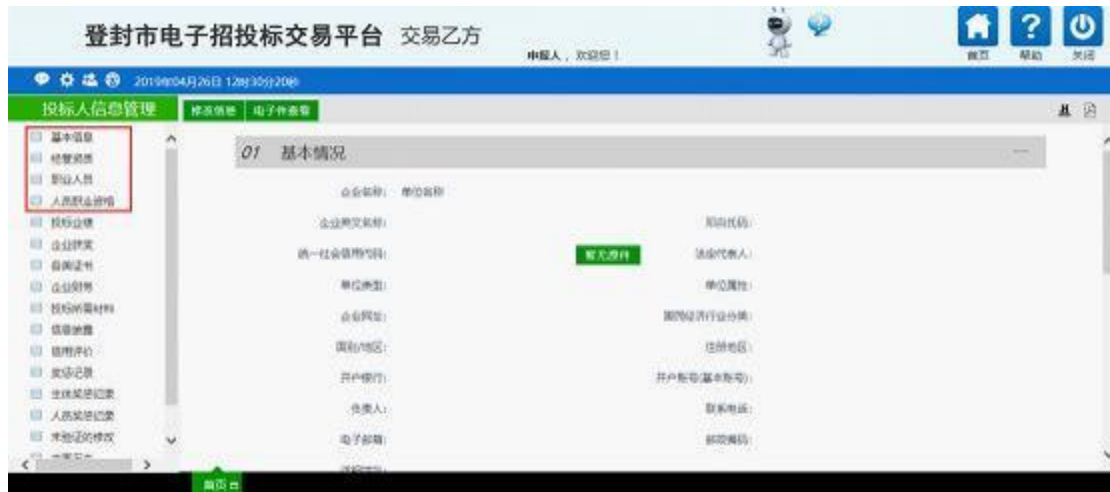 登封市电子招投标交易平台 交易乙方
申报人，欢迎您！
首页 帮助 关闭
2019年04月26日 12时30分20秒
投标人信息管理
修改信息 电子件查看
基本信息
经营资质
职业人员
人员职业资格
投标业绩
企业获奖
企业财务
投标所需材料
信息披露
信用评价
奖惩记录
主体奖惩记录
人员奖惩记录
未验证的修改
01 基本情况
企业名称： 单位名称
企业英文名称：
统一社会信用代码： 暂无原件 法定代表人：
单位类型： 单位属性：
企业网址： 国民经济行业分类：
国别/地区： 注册地区：
开户银行： 开户账号(基本账号)：
负责人： 联系电话：
电子邮箱： 邮政编码：
首页